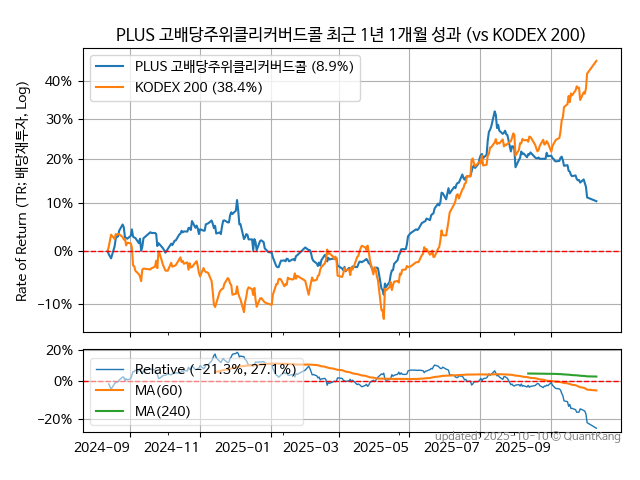 PLUS 고배당주위클리커버드콜 최근 1년 1개월 성과 (vs KODEX 200)
Rate of Return (TR: 배당재투자, Log)
PLUS 고배당주위클리커버드콜 (8.9%)
KODEX 200 (38.4%)
40%
30%
20%
10%
0%
−10%
20%
0%
−20%
Relative (−21.3%, 27.1%)
MA(60)
MA(240)
2024-09 2024-11 2025-01 2025-03 2025-05 2025-07 2025-09
updated: 2025-10-10 © QuantKang